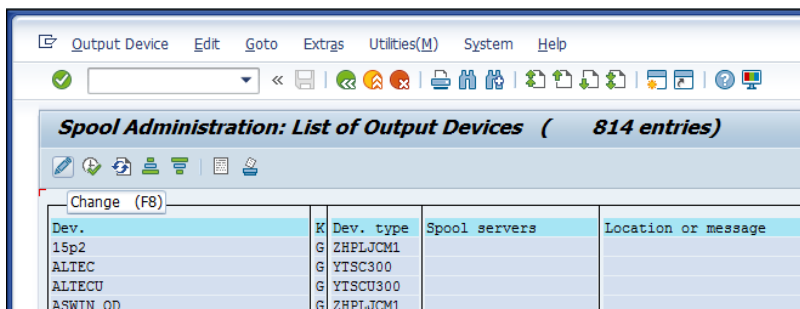 Output Device Edit Goto Extras Utilities(M) System Help
Spool Administration: List of Output Devices ( 814 entries)
Change (F8)
Dev. K Dev. type Spool servers Location or message
15p2 G ZHPLJCM1
ALTEC G YTSC300
ALTECU G YTSCU300
ASWIN_QD G ZHPLJCM1